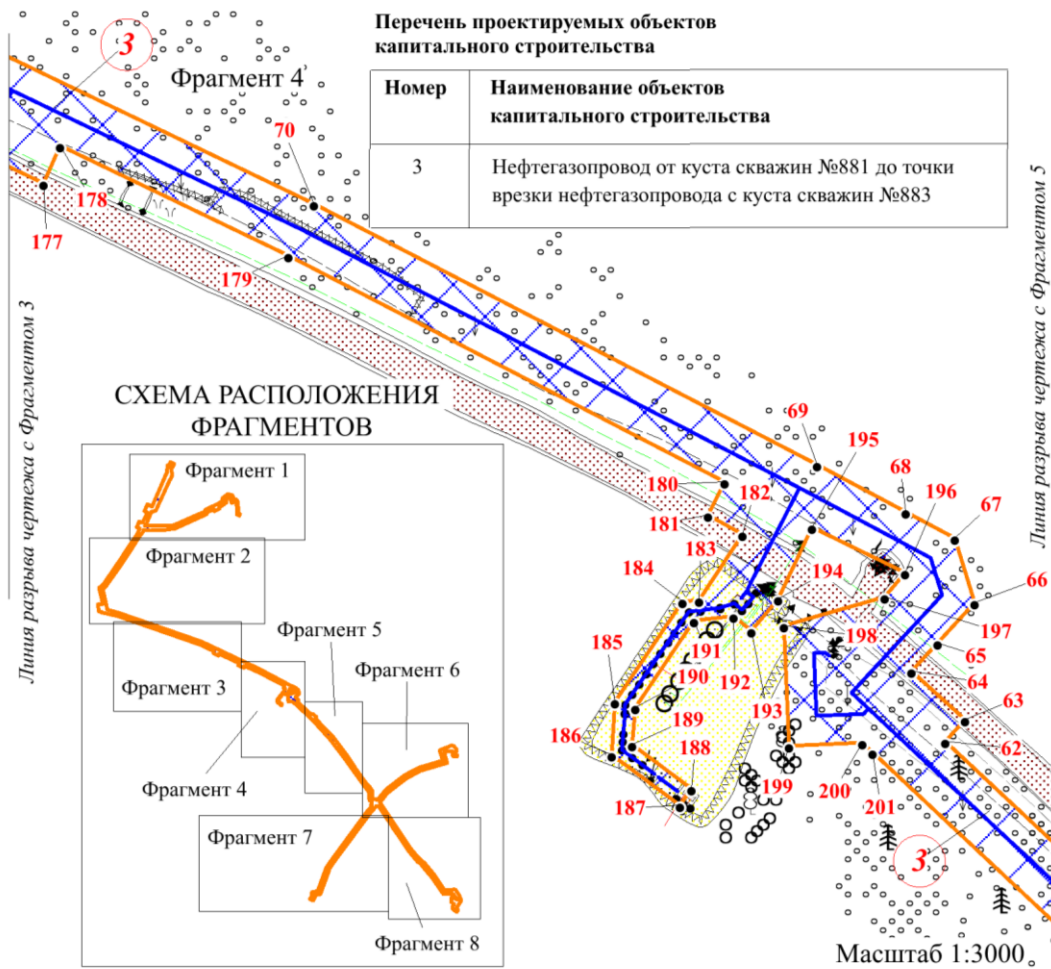 Перечень проектируемых объектов
капитального строительства
3
Фрагмент 4
Номер
Наименование объектов
капитального строительства
3
Нефтегазопровод от куста скважин №881 до точки
врезки нефтегазопровода с куста скважин №883
70
178
177
179
Линия разрыва чертежа с Фрагментом 3
Линия разрыва чертежа с Фрагментом 5
СХЕМА РАСПОЛОЖЕНИЯ
ФРАГМЕНТОВ
Фрагмент 1
Фрагмент 2
Фрагмент 3
Фрагмент 5
Фрагмент 6
Фрагмент 4
Фрагмент 7
Фрагмент 8
69
195
68
196
67
180
182
181
183
184
194
66
197
198
65
185
191
190
192
64
63
193
186
189
188
62
199
187
200
201
3
Масштаб 1:3000